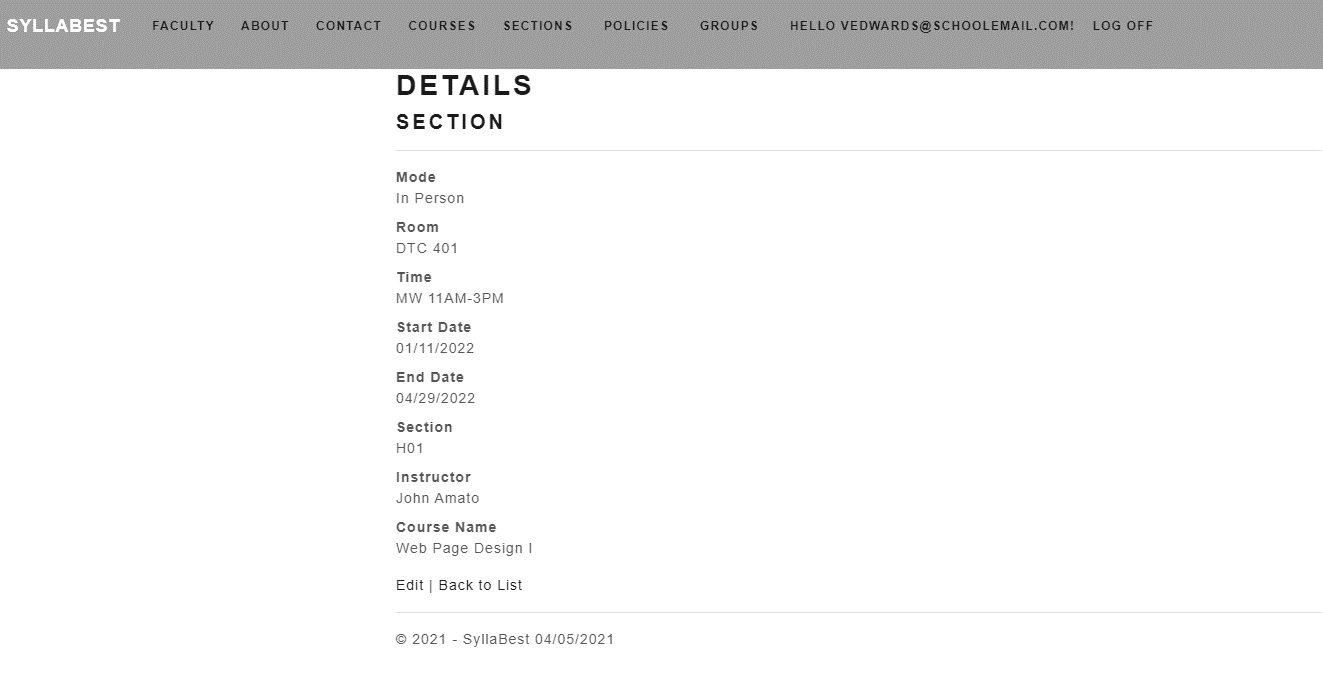 SYLLABEST FACULTY ABOUT CONTACT COURSES SECTIONS POLICIES GROUPS HELLO VEDWARDS@SCHOOLEMAIL.COM! LOG OFF
DETAILS
SECTION
Mode
In Person
Room
DTC 401
Time
MW 11AM-3PM
Start Date
01/11/2022
End Date
04/29/2022
Section
H01
Instructor
John Amato
Course Name
Web Page Design I
Edit | Back to List
© 2021 - SyllaBest 04/05/2021